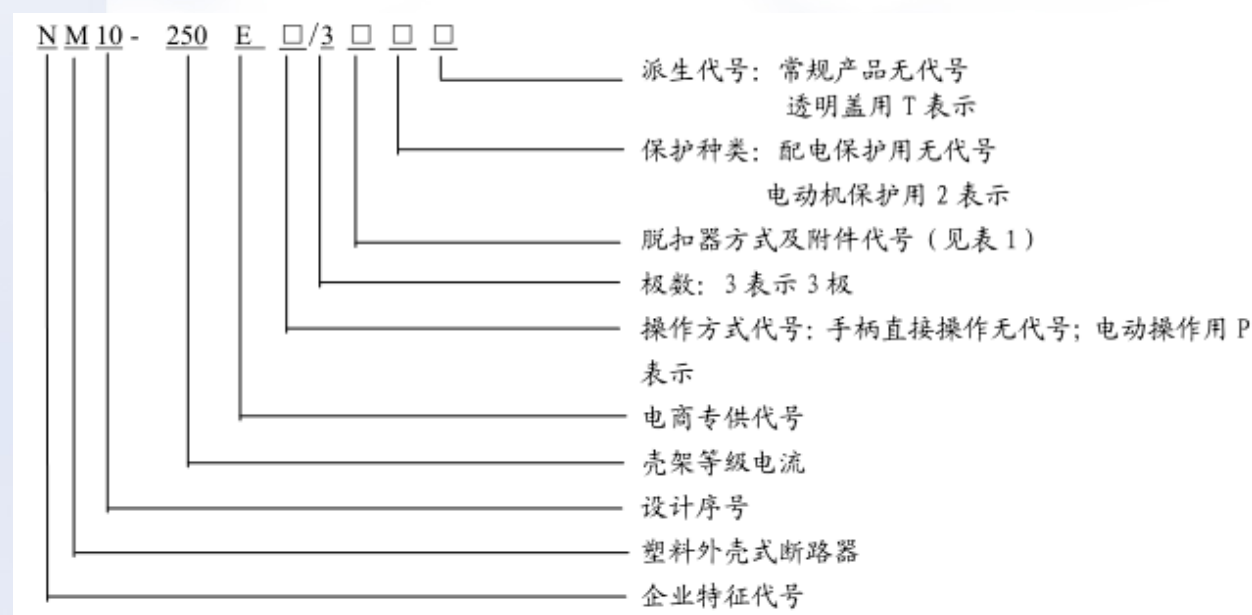 N M 10 - 250 E □/3 □ □ □
派生代号：常规产品无代号
透明盖用 T 表示
保护种类：配电保护用无代号
电动机保护用 2 表示
脱扣器方式及附件代号（见表 1）
极数：3 表示 3 极
操作方式代号：手柄直接操作无代号；电动操作用 P
表示
电商专供代号
壳架等级电流
设计序号
塑料外壳式断路器
企业特征代号